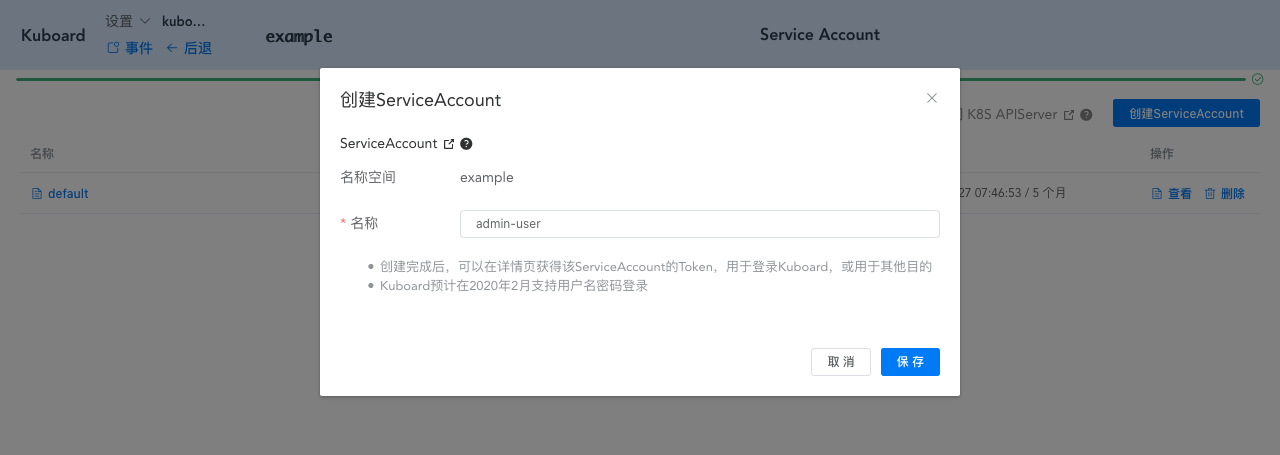 Kuboard
设置 kubo...
事件 后退
example
Service Account
创建ServiceAccount
K8S APIServer
创建ServiceAccount
ServiceAccount
名称
操作
名称空间 example
default
27 07:46:53 / 5 个月
查看 删除
* 名称 admin-user
• 创建完成后，可以在详情页获得该ServiceAccount的Token，用于登录Kuboard，或用于其他目的
• Kuboard预计在2020年2月支持用户名密码登录
取 消 保 存